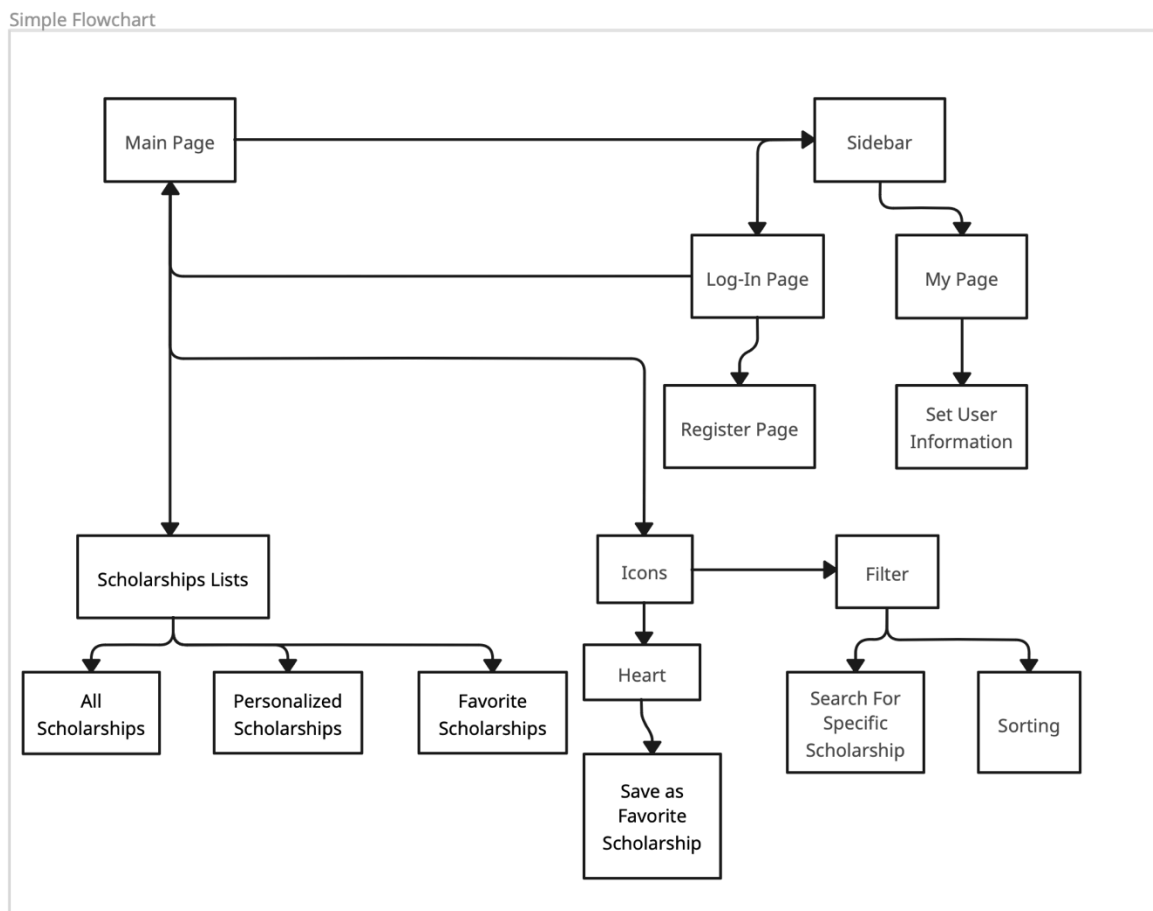 Simple Flowchart
Main Page
Sidebar
Log-In Page
My Page
Register Page
Set User
Information
Scholarships Lists
Icons
Filter
All
Scholarships
Personalized
Scholarships
Favorite
Scholarships
Heart
Search For
Specific
Scholarship
Sorting
Save as
Favorite
Scholarship